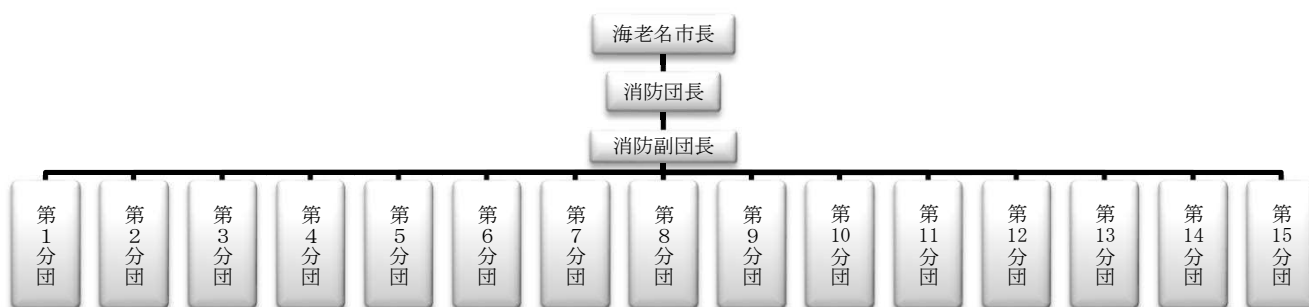 海老名市長
消防団長
消防副団長
第1分団
第2分団
第3分団
第4分団
第5分団
第6分団
第7分団
第8分団
第9分団
第10分団
第11分団
第12分団
第13分団
第14分団
第15分団